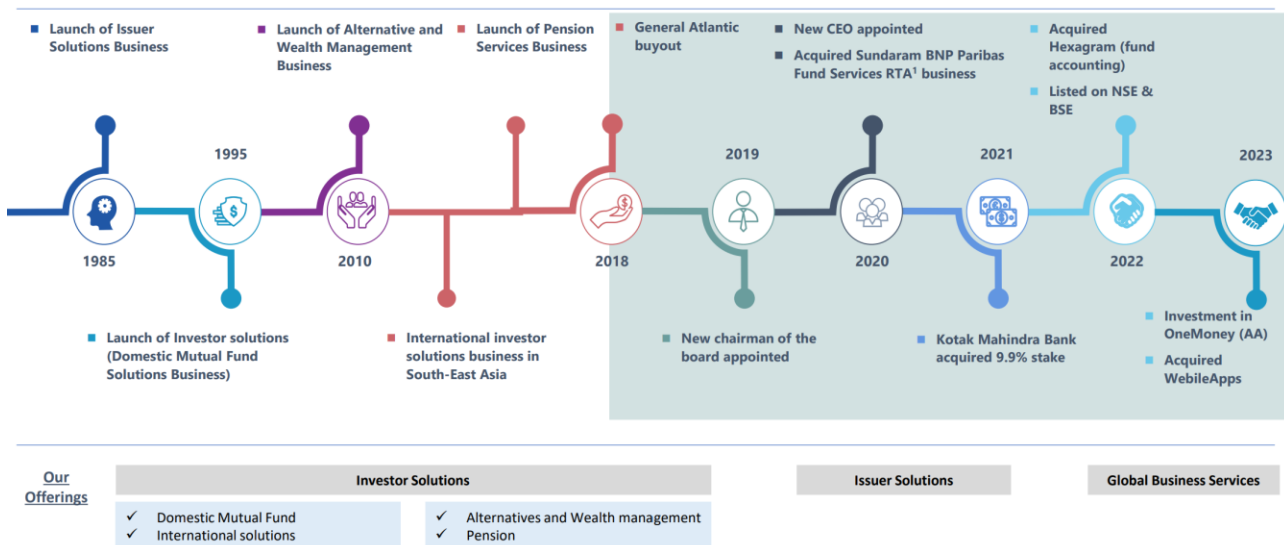 ■ Launch of Issuer
Solutions Business
■ Launch of Alternative and
Wealth Management
Business
■ Launch of Pension
Services Business
■ General Atlantic
buyout
■ New CEO appointed
■ Acquired Sundaram BNP Paribas
Fund Services RTA¹ business
■ Acquired
Hexagram (fund
accounting)
■ Listed on NSE &
BSE
1995
2019
2021
2023
1985
2010
2018
2020
2022
■ Launch of Investor solutions
(Domestic Mutual Fund
Solutions Business)
■ International investor
solutions business in
South-East Asia
■ New chairman of the
board appointed
■ Kotak Mahindra Bank
acquired 9.9% stake
■ Investment in
OneMoney (AA)
■ Acquired
WebileApps
Our
Offerings
Investor Solutions
Issuer Solutions
Global Business Services
✓ Domestic Mutual Fund
✓ International solutions
✓ Alternatives and Wealth management
✓ Pension